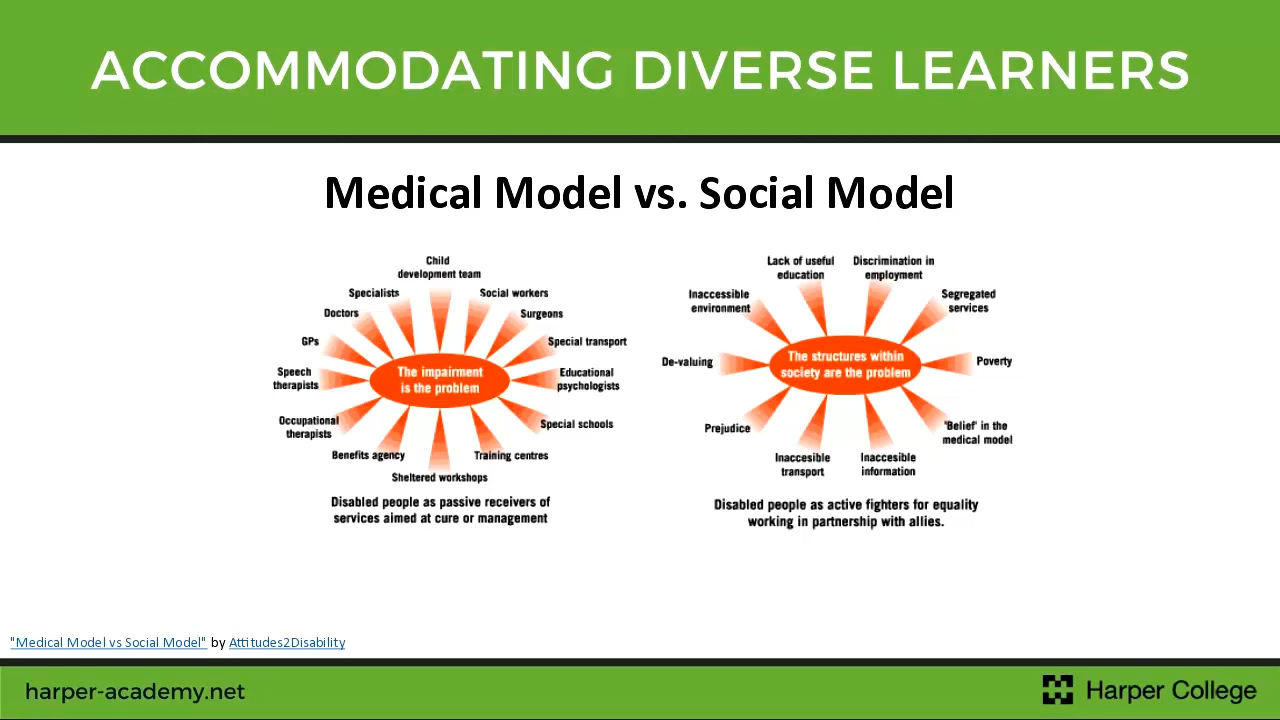 ACCOMMODATING DIVERSE LEARNERS
Medical Model vs. Social Model
Child
development team
Specialists
Social workers
Doctors
Surgeons
GPs
Special transport
Speech
therapists
The impairment
is the problem
Educational
psychologists
Occupational
therapists
Special schools
Benefits agency
Training centres
Sheltered workshops
Disabled people as passive receivers of
services aimed at cure or management
Lack of useful
education
Discrimination in
employment
Inaccessible
environment
Segregated
services
De-valuing
The structures within
society are the problem
Poverty
Prejudice
'Belief' in the
medical model
Inaccesible
transport
Inaccesible
information
Disabled people as active fighters for equality
working in partnership with allies.
"Medical Model vs Social Model" by Attitudes2Disability
harper-academy.net
Harper College